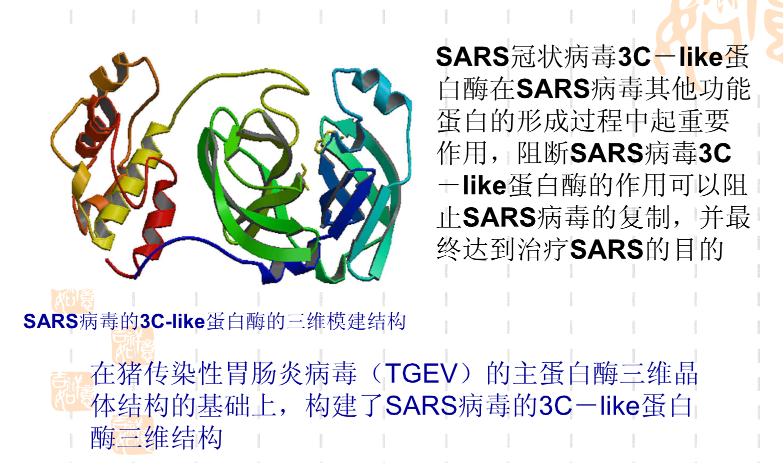 SARS冠状病毒3C－like蛋
白酶在SARS病毒其他功能
蛋白的形成过程中起重要
作用，阻断SARS病毒3C
－like蛋白酶的作用可以阻
止SARS病毒的复制，并最
终达到治疗SARS的目的
SARS病毒的3C-like蛋白酶的三维模建结构
在猪传染性胃肠炎病毒（TGEV）的主蛋白酶三维晶
体结构的基础上，构建了SARS病毒的3C－like蛋白
酶三维结构